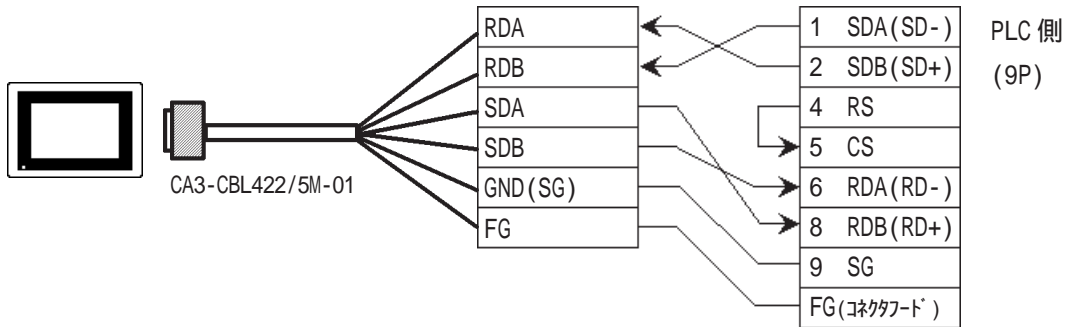 CA3-CBL422/5M-01
RDA
RDB
SDA
SDB
GND(SG)
FG
1 SDA(SD-)
2 SDB(SD+)
4 RS
5 CS
6 RDA(RD-)
8 RDB(RD+)
9 SG
FG(ｺﾈｸﾀﾌｰﾄﾞ)
PLC 側
(9P)